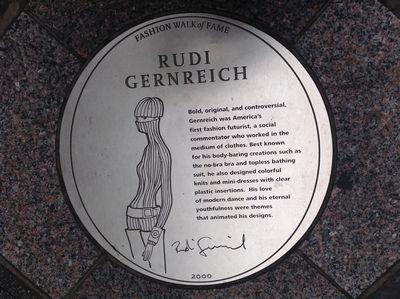 FASHION WALK of FAME
RUDI
GERNREICH
Bold, original, and controversial,
Gernreich was America's
first fashion futurist, a social
commentator who worked in the
medium of clothes. Best known
for his body-baring creations such as
the no-bra bra and topless bathing
suit, he also designed colorful
knits and mini-dresses with clear
plastic insertions. His love
of modern dance and his eternal
youthfulness were themes
that animated his designs.
Rudi Gernreich
2000